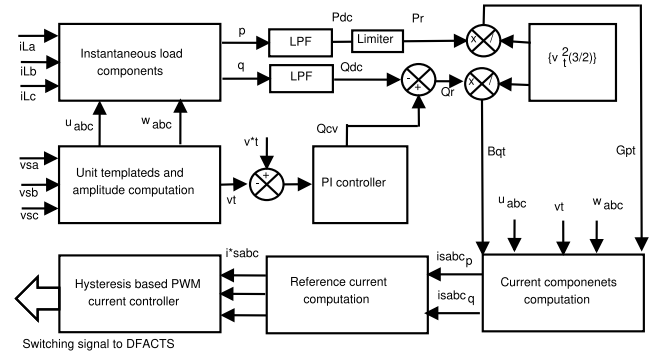 iLa
iLb
iLc
Instantaneous load
components
p
q
LPF
LPF
Pdc
Qdc
Limiter
Pr
x /
{v t 2(3/2)}
- +
Qr
x /
u abc
w abc
Qcv
v*t
vsa
vsb
vsc
Unit templateds and
amplitude computation
vt
+ -
PI controller
Bqt
Gpt
u abc
vt
w abc
i*sabc
isabc p
isabc q
Hysteresis based PWM
current controller
Reference current
computation
Current componenets
computation
Switching signal to DFACTS